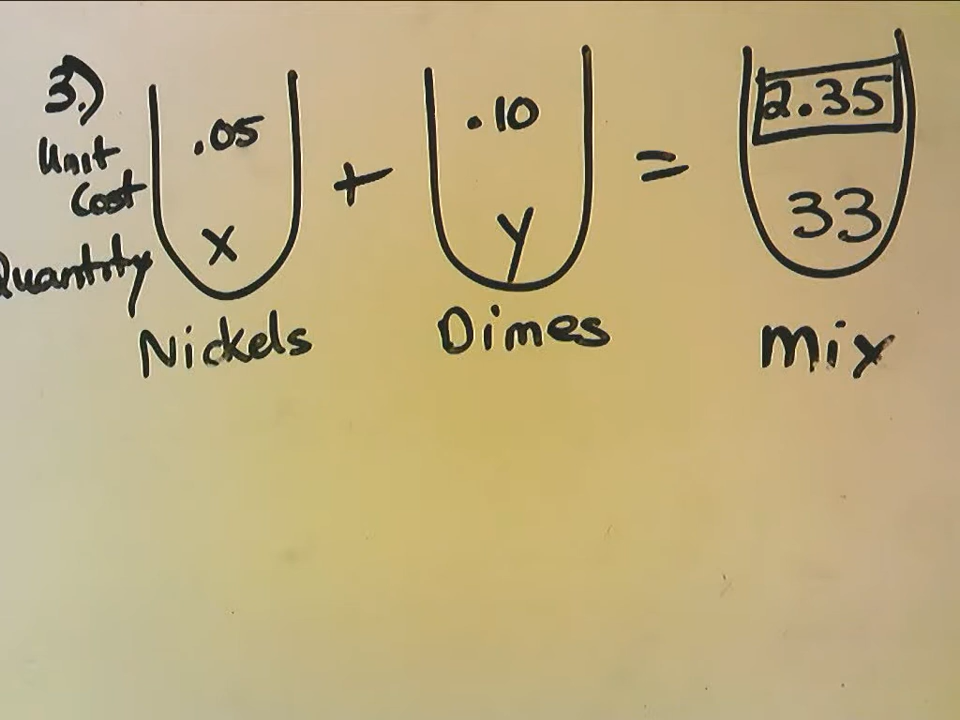 3.)
Unit Cost
.05 + .10 = 2.35
Quantity
x y 33
Nickels Dimes Mix